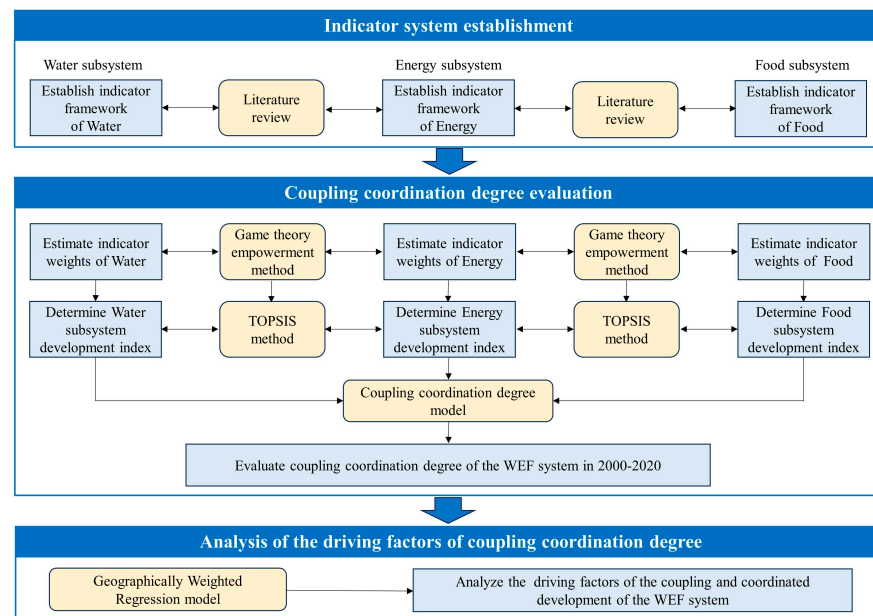 Indicator system establishment
Water subsystem
Energy subsystem
Food subsystem
Establish indicator
framework
of Water
Literature
review
Establish indicator
framework
of Energy
Literature
review
Establish indicator
framework
of Food
Coupling coordination degree evaluation
Estimate indicator
weights of Water
Game theory
empowerment
method
Estimate indicator
weights of Energy
Game theory
empowerment
method
Estimate indicator
weights of Food
Determine Water
subsystem
development index
TOPSIS
method
Determine Energy
subsystem
development index
TOPSIS
method
Determine Food
subsystem
development index
Coupling coordination degree
model
Evaluate coupling coordination degree of the WEF system in 2000-2020
Analysis of the driving factors of coupling coordination degree
Geographically Weighted
Regression model
Analyze the driving factors of the coupling and coordinated
development of the WEF system